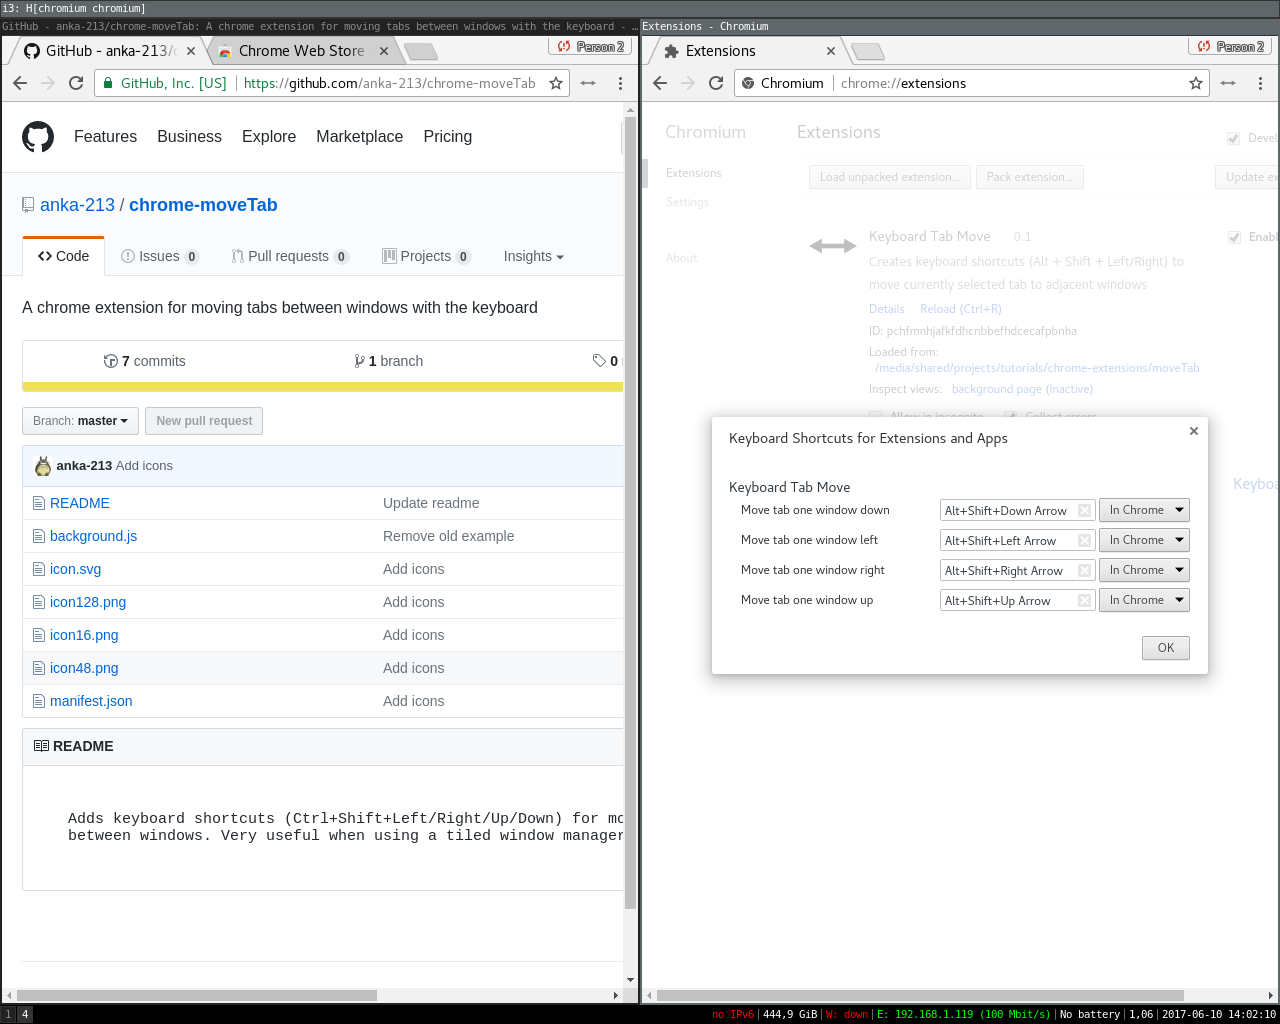 i3: H[chromium chromium]
GitHub - anka-213/chrome-moveTab: A chrome extension for moving tabs between windows with the keyboard - …
Extensions - Chromium
GitHub - anka-213/c
Chrome Web Store
Person 2
Extensions
Person 2
GitHub, Inc. [US]
https://github.com/anka-213/chrome-moveTab
Chromium
chrome://extensions
Features Business Explore Marketplace Pricing
anka-213 / chrome-moveTab
Code
Issues 0
Pull requests 0
Projects 0
Insights
A chrome extension for moving tabs between windows with the keyboard
7 commits
1 branch
0
Branch: master
New pull request
anka-213 Add icons
README Update readme
background.js Remove old example
icon.svg Add icons
icon128.png Add icons
icon16.png Add icons
icon48.png Add icons
manifest.json Add icons
README
Adds keyboard shortcuts (Ctrl+Shift+Left/Right/Up/Down) for mo
between windows. Very useful when using a tiled window manager
Chromium
Extensions
Settings
About
Extensions
Devel
Load unpacked extension...
Pack extension...
Update ex
Keyboard Tab Move 0.1
Enabl
Creates keyboard shortcuts (Alt + Shift + Left/Right) to
move currently selected tab to adjacent windows
Details Reload (Ctrl+R)
ID: pchfmnhjafkfdhcnbbefhdcecafpbnha
Loaded from:
/media/shared/projects/tutorials/chrome-extensions/moveTab
Inspect views: background page (Inactive)
Allow in incognito Collect errors
Keyboa
Keyboard Shortcuts for Extensions and Apps
Keyboard Tab Move
Move tab one window down Alt+Shift+Down Arrow In Chrome
Move tab one window left Alt+Shift+Left Arrow In Chrome
Move tab one window right Alt+Shift+Right Arrow In Chrome
Move tab one window up Alt+Shift+Up Arrow In Chrome
OK
1 4
no IPv6|444,9 GiB|W: down|E: 192.168.1.119 (100 Mbit/s)|No battery|1,06|2017-06-10 14:02:10